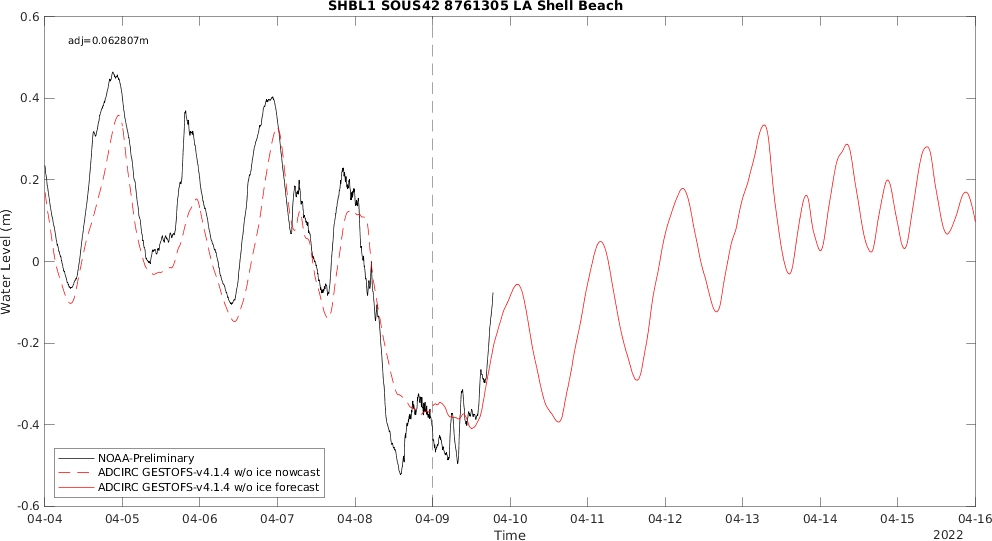 SHBL1 SOUS42 8761305 LA Shell Beach
adj=0.062807m
Water Level (m)
0.6
0.4
0.2
0
-0.2
-0.4
-0.6
NOAA-Preliminary
ADCIRC GESTOFS-v4.1.4 w/o ice nowcast
ADCIRC GESTOFS-v4.1.4 w/o ice forecast
04-04 04-05 04-06 04-07 04-08 04-09 04-10 04-11 04-12 04-13 04-14 04-15 04-16
Time
2022